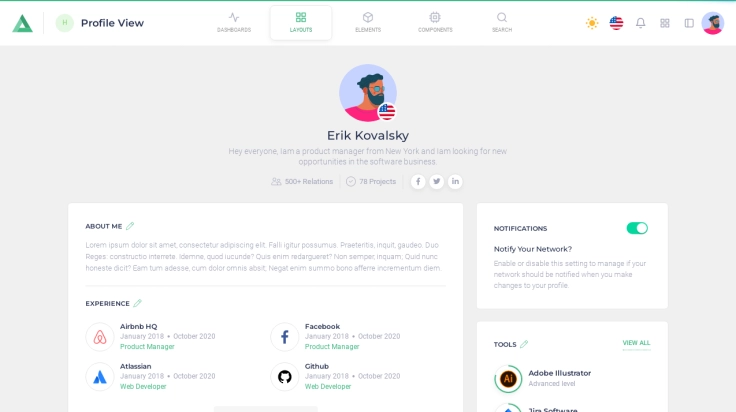 H
Profile View
DASHBOARDS
LAYOUTS
ELEMENTS
COMPONENTS
SEARCH
Erik Kovalsky
Hey everyone, Iam a product manager from New York and Iam looking for new
opportunities in the software business.
500+ Relations
78 Projects
ABOUT ME
Lorem ipsum dolor sit amet, consectetur adipiscing elit. Falli igitur possumus. Praetentis, inquit, gaudeo. Duo
Reges: constructio interrete. Idemne, quod iucunde? Quis enim redargueret? Non semper, inquam. Quid nunc
honeste dicit? Eam tum adesse, cum dolor omnis absit; Negat enim summo bono afferre incrementum diem.
EXPERIENCE
Airbnb HQ
January 2018 • October 2020
Product Manager
Facebook
January 2018 • October 2020
Product Manager
Atlassian
January 2018 • October 2020
Web Developer
Github
January 2018 • October 2020
Web Developer
NOTIFICATIONS
Notify Your Network?
Enable or disable this setting to manage if your
network should be notified when you make
changes to your profile.
TOOLS
VIEW ALL
Ai
Adobe Illustrator
Advanced level
Jira Software